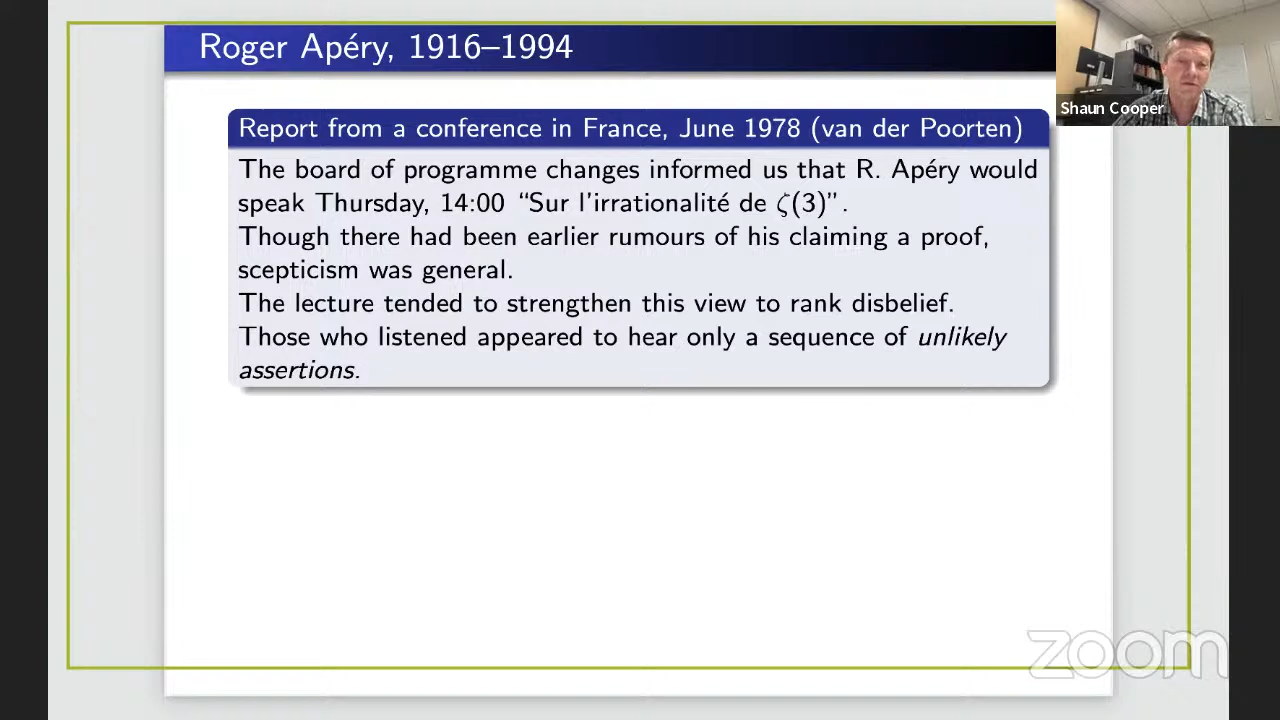 Roger Apéry, 1916–1994
Shaun Cooper
Report from a conference in France, June 1978 (van der Poorten)
The board of programme changes informed us that R. Apéry would
speak Thursday, 14:00 “Sur l’irrationalité de ζ(3)”.
Though there had been earlier rumours of his claiming a proof,
scepticism was general.
The lecture tended to strengthen this view to rank disbelief.
Those who listened appeared to hear only a sequence of unlikely
assertions.
zoom